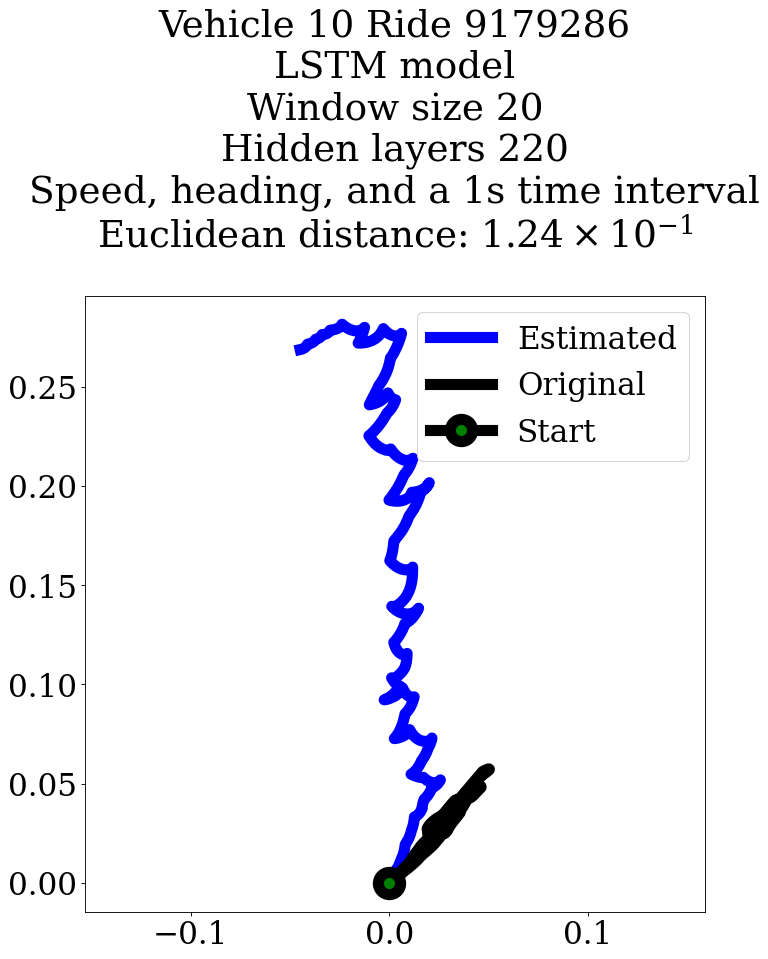 Vehicle 10 Ride 9179286
LSTM model
Window size 20
Hidden layers 220
Speed, heading, and a 1s time interval
Euclidean distance: 1.24 × 10⁻¹
Estimated
Original
Start
0.25
0.20
0.15
0.10
0.05
0.00
−0.1
0.0
0.1